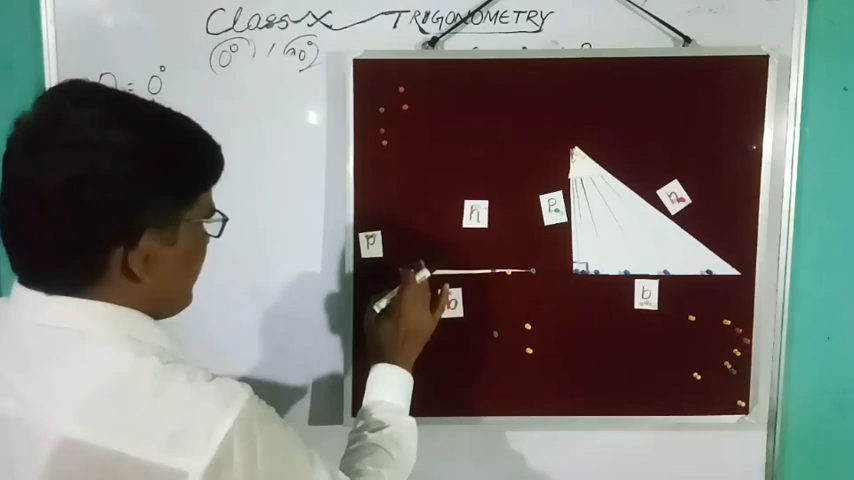 Class X TRIGONOMETRY
(0°) / (90°)
= 0°
h
p
h
p
b
b